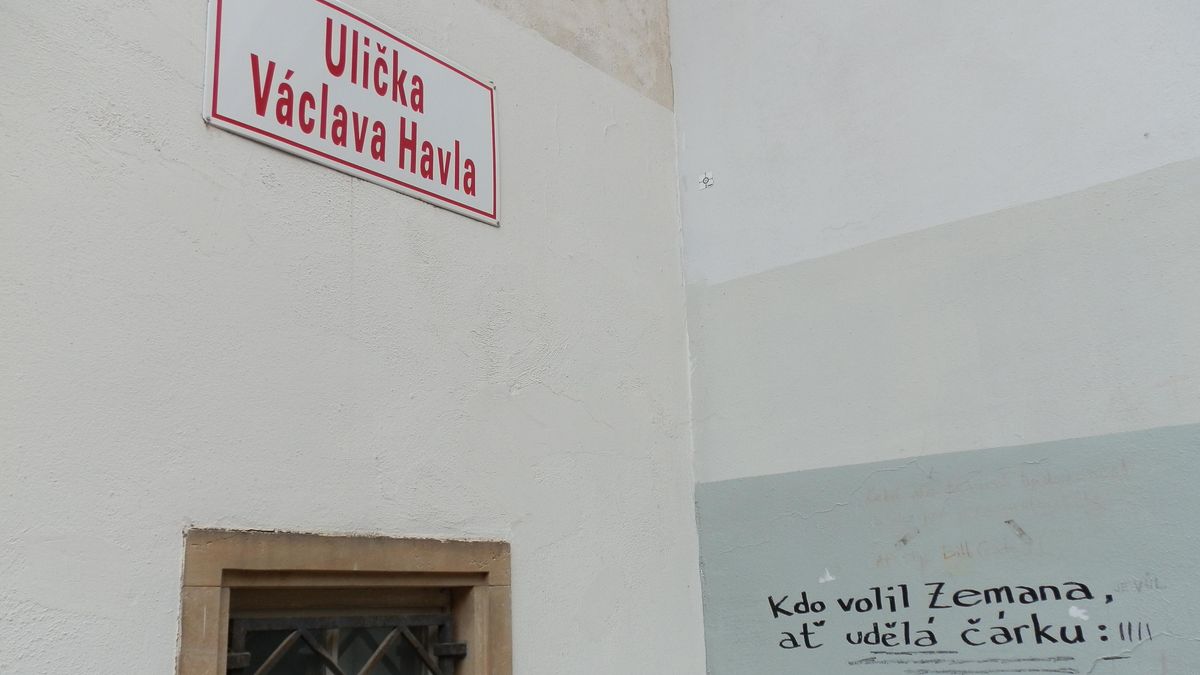 Ulička
Václava Havla
Kdo volil Zemana,
ať udělá čárku: ||||